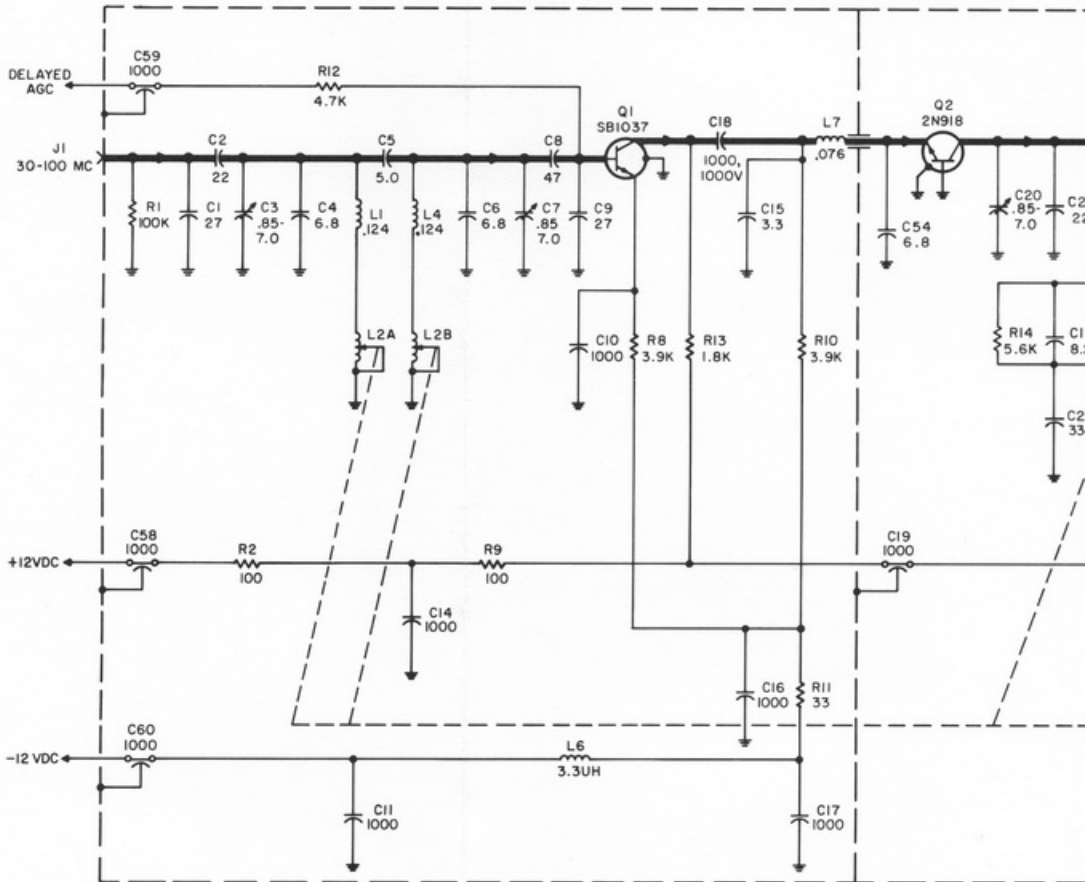 C59
1000
DELAYED
AGC
R12
4.7K
Q1
SB1037
Q2
2N918
J1
30-100 MC
C2
22
C5
5.0
C8
47
C18
1000,
1000V
L7
.076
R1
100K
C1
27
C3
.85-
7.0
C4
6.8
L1
.124
L4
.124
C6
6.8
C7
.85
7.0
C9
27
C15
3.3
C54
6.8
C20
.85-
7.0
22
L2A
L2B
C10
1000
R8
3.9K
R13
1.8K
R10
3.9K
R14
5.6K
33
+12VDC
C58
1000
R2
100
R9
100
C19
1000
C14
1000
C16
1000
R11
33
-12 VDC
C60
1000
L6
3.3UH
C11
1000
C17
1000